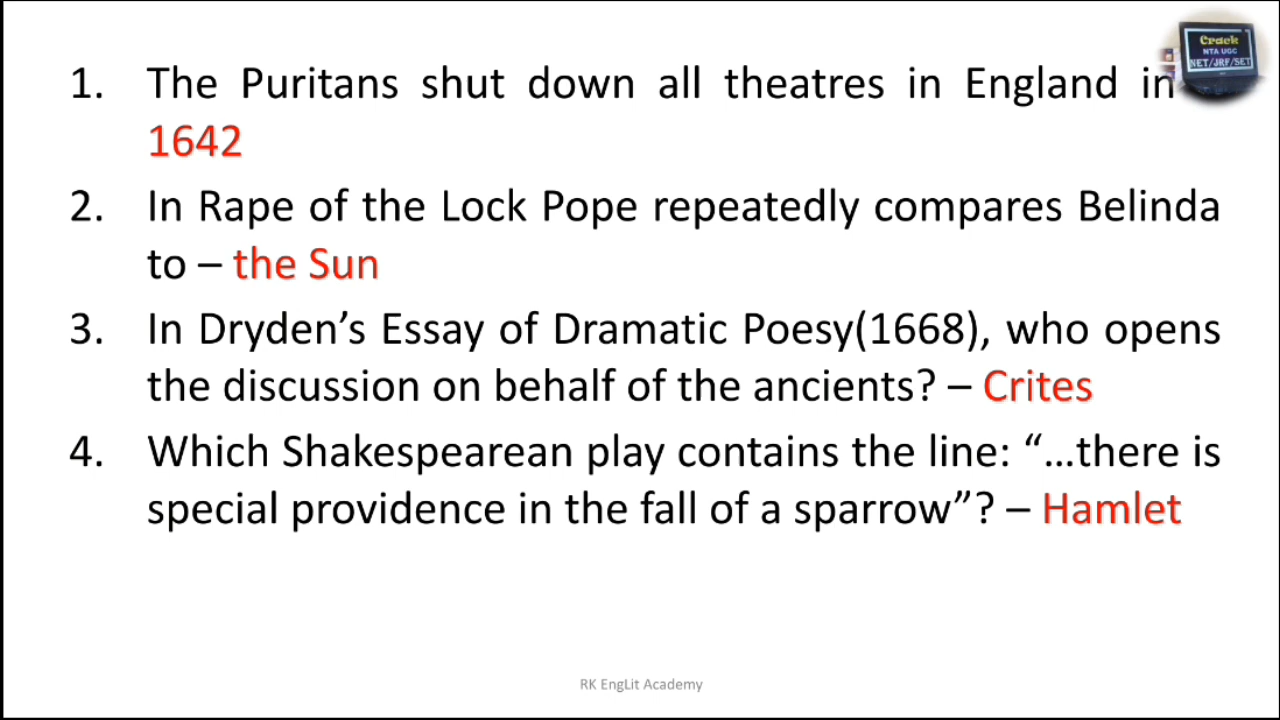 Crack
NTA UGC
NET/JRF/SET
1. The Puritans shut down all theatres in England in
1642
2. In Rape of the Lock Pope repeatedly compares Belinda
to – the Sun
3. In Dryden’s Essay of Dramatic Poesy(1668), who opens
the discussion on behalf of the ancients? – Crites
4. Which Shakespearean play contains the line: “…there is
special providence in the fall of a sparrow”? – Hamlet
RK EngLit Academy